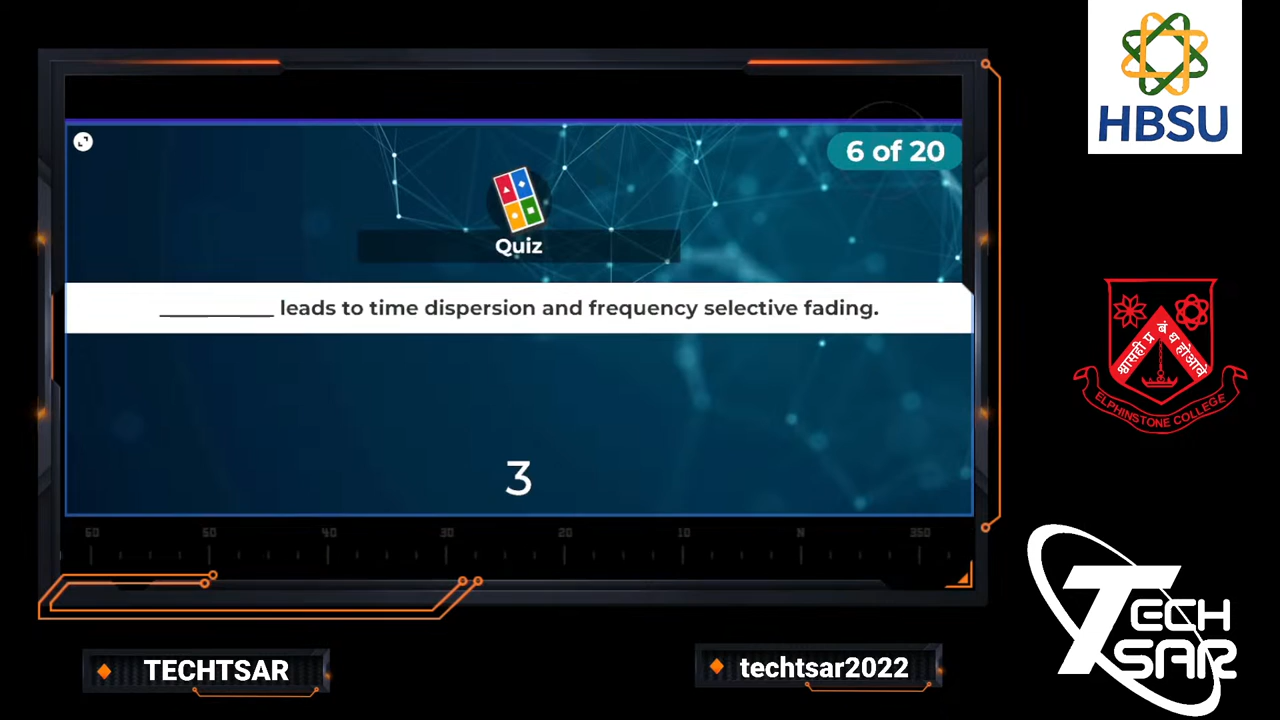 HBSU
6 of 20
Quiz
__________ leads to time dispersion and frequency selective fading.
3
60 50 40 30 20 10 N 350
ELPHINSTONE COLLEGE
TECH
SAR
TECHTSAR
techtsar2022